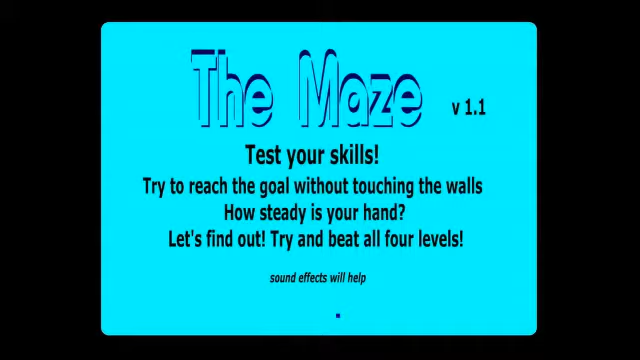 The Maze
v 1.1
Test your skills!
Try to reach the goal without touching the walls
How steady is your hand?
Let's find out! Try and beat all four levels!
sound effects will help